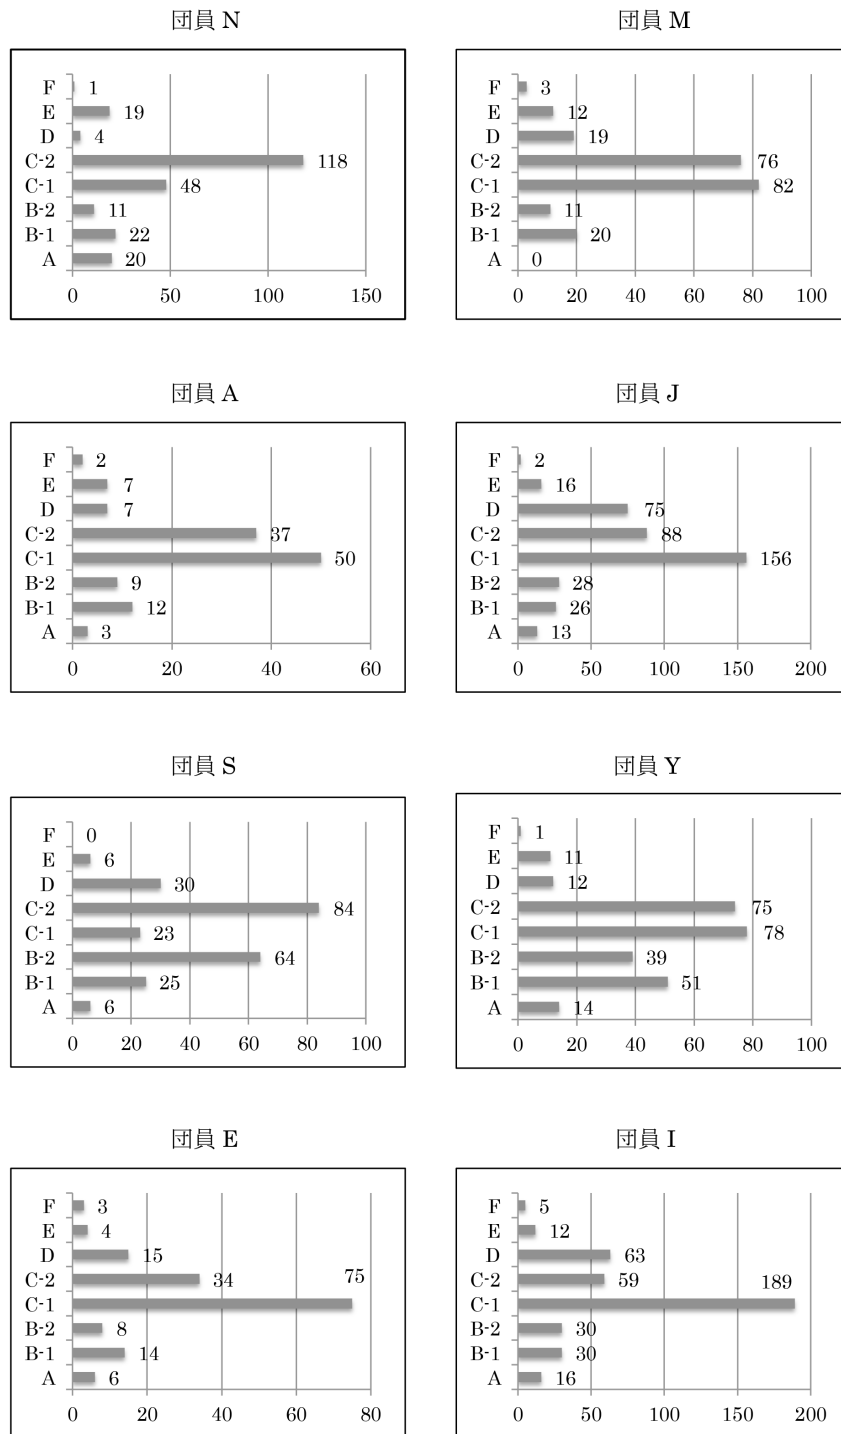 団員 N
F 1
E 19
D 4
C-2 118
C-1 48
B-2 11
B-1 22
A 20
0 50 100 150
団員 M
F 3
E 12
D 19
C-2 76
C-1 82
B-2 11
B-1 20
A 0
0 20 40 60 80 100
団員 A
F 2
E 7
D 7
C-2 37
C-1 50
B-2 9
B-1 12
A 3
0 20 40 60
団員 J
F 2
E 16
D 75
C-2 88
C-1 156
B-2 28
B-1 26
A 13
0 50 100 150 200
団員 S
F 0
E 6
D 30
C-2 84
C-1 23
B-2 64
B-1 25
A 6
0 20 40 60 80 100
団員 Y
F 1
E 11
D 12
C-2 75
C-1 78
B-2 39
B-1 51
A 14
0 20 40 60 80 100
団員 E
F 3
E 4
D 15
C-2 34
C-1 75
B-2 8
B-1 14
A 6
0 20 40 60 80
団員 I
F 5
E 12
D 63
C-2 59
C-1 189
B-2 30
B-1 30
A 16
0 50 100 150 200